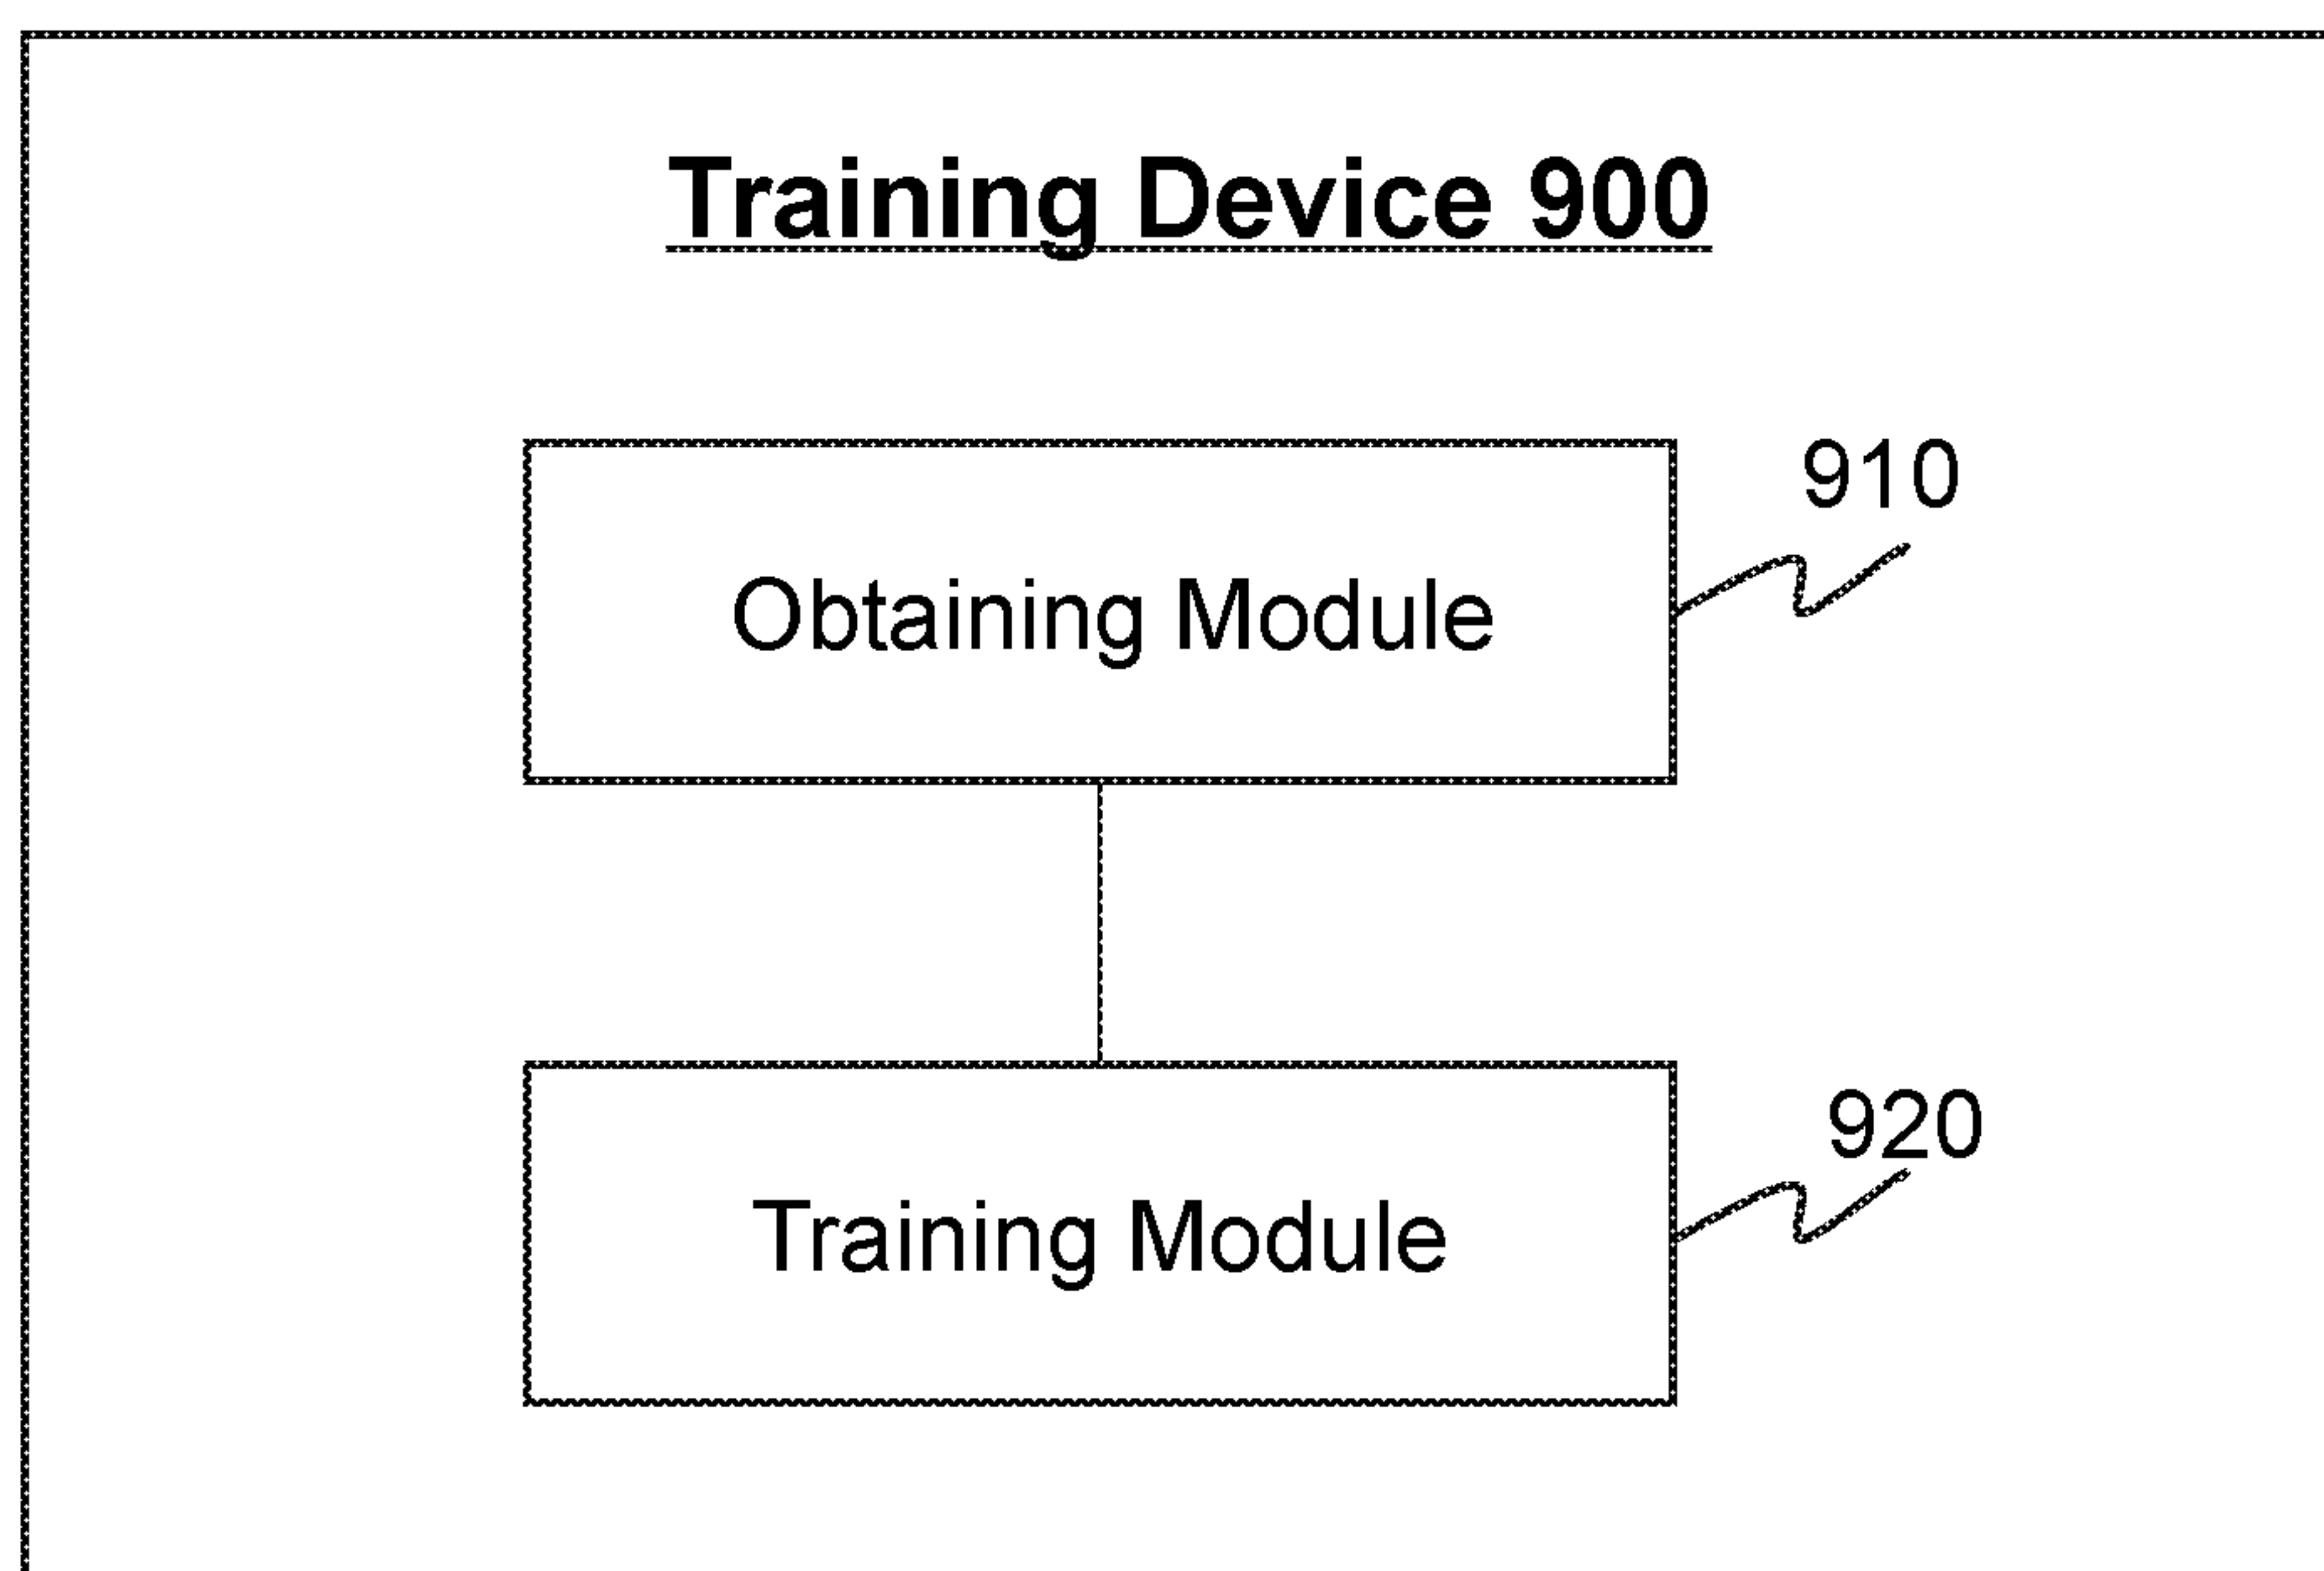 Training Device 900
910
Obtaining Module
920
Training Module